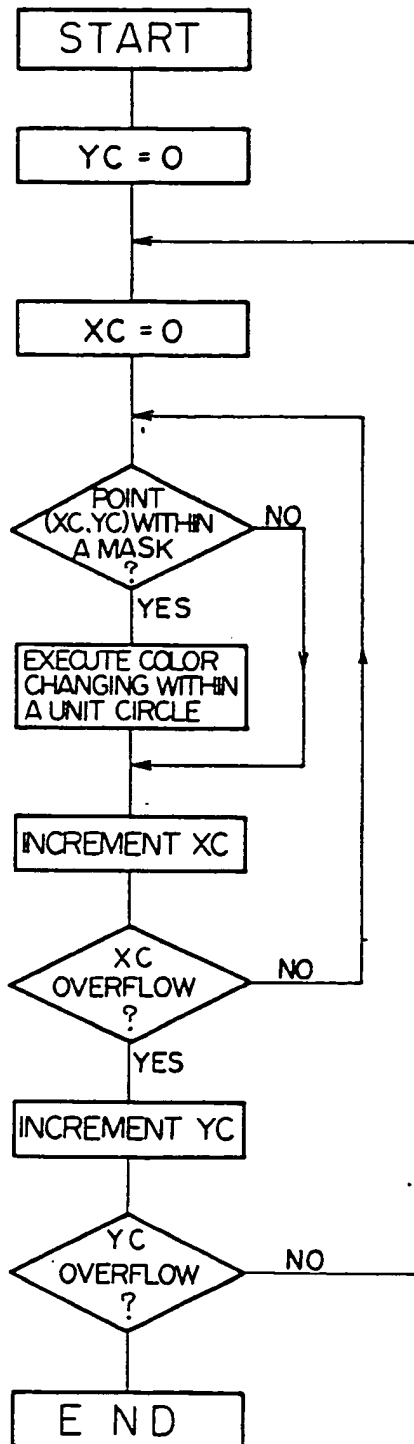 START
YC = 0
XC = 0
POINT
(XC.YC) WITHIN
A MASK
?
NO
YES
EXECUTE COLOR
CHANGING WITHIN
A UNIT CIRCLE
INCREMENT XC
XC
OVERFLOW
?
NO
YES
INCREMENT YC
YC
OVERFLOW
?
NO
END